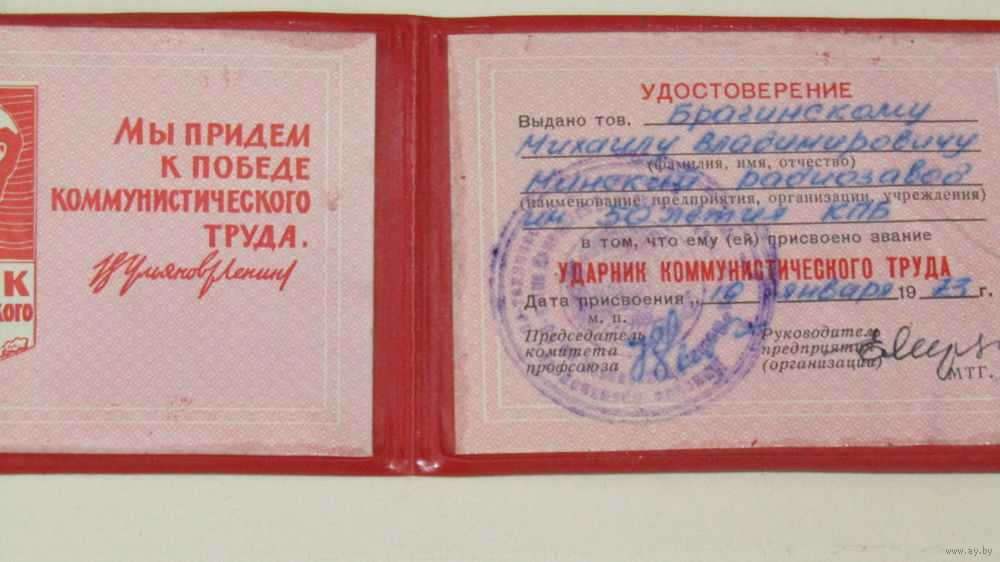 К
КОГО
МЫ ПРИДЕМ
К ПОБЕДЕ
КОММУНИСТИЧЕСКОГО
ТРУДА.
В Ульянов (Ленин)
УДОСТОВЕРЕНИЕ
Выдано тов. Брагинскому
Михаилу Владимировичу
(фамилия, имя, отчество)
Минский радиозавод
(наименование предприятия, организации, учреждения)
им 50 летия КПБ
в том, что ему (ей) присвоено звание
УДАРНИК КОММУНИСТИЧЕСКОГО ТРУДА
Дата присвоения „19 января 1973 г.
м. п.
Председатель
комитета
профсоюза
Руководитель
предприятия
(организации)
МТГ.
www.ay.by